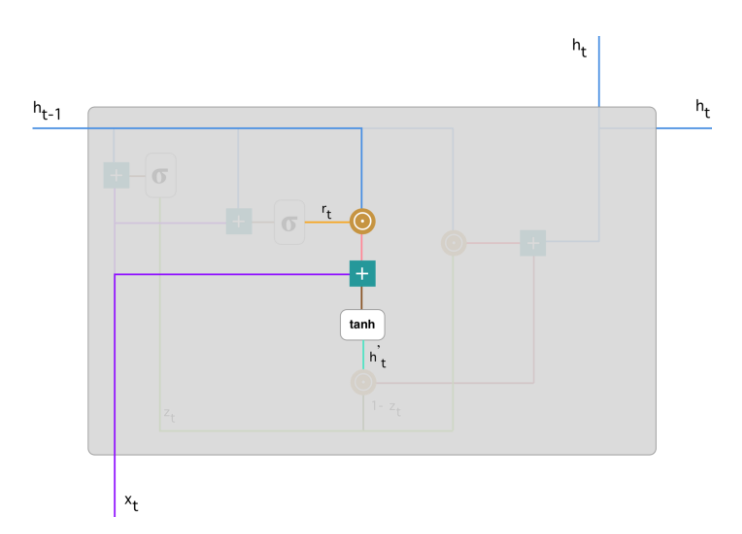 h_t
h_t-1
h_t
σ
r_t
σ
+
+
+
+
tanh
h'_t
1- z_t
z_t
x_t